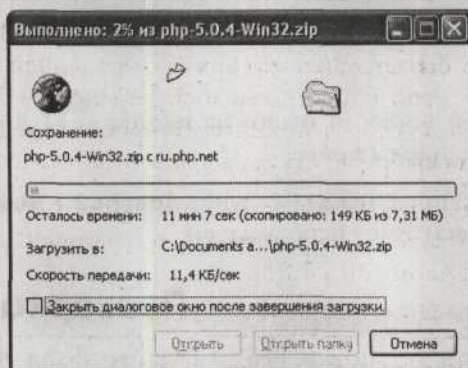 Выполнено: 2% из php-5.0.4-Win32.zip
Сохранение:
php-5.0.4-Win32.zip с ru.php.net
Осталось времени: 11 мин 7 сек (скопировано: 149 КБ из 7,31 МБ)
Загрузить в: C:\Documents a...\php-5.0.4-Win32.zip
Скорость передачи: 11,4 КБ/сек
Закрыть диалоговое окно после завершения загрузки.
Открыть Открыть папку Отмена